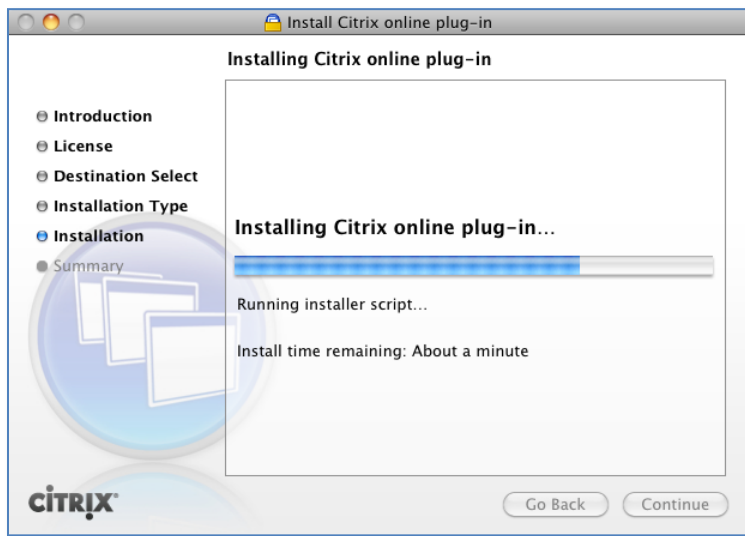 Install Citrix online plug-in
Installing Citrix online plug-in
Introduction
License
Destination Select
Installation Type
Installation
Summary
Installing Citrix online plug-in...
Running installer script...
Install time remaining: About a minute
CITRIX
Go Back
Continue